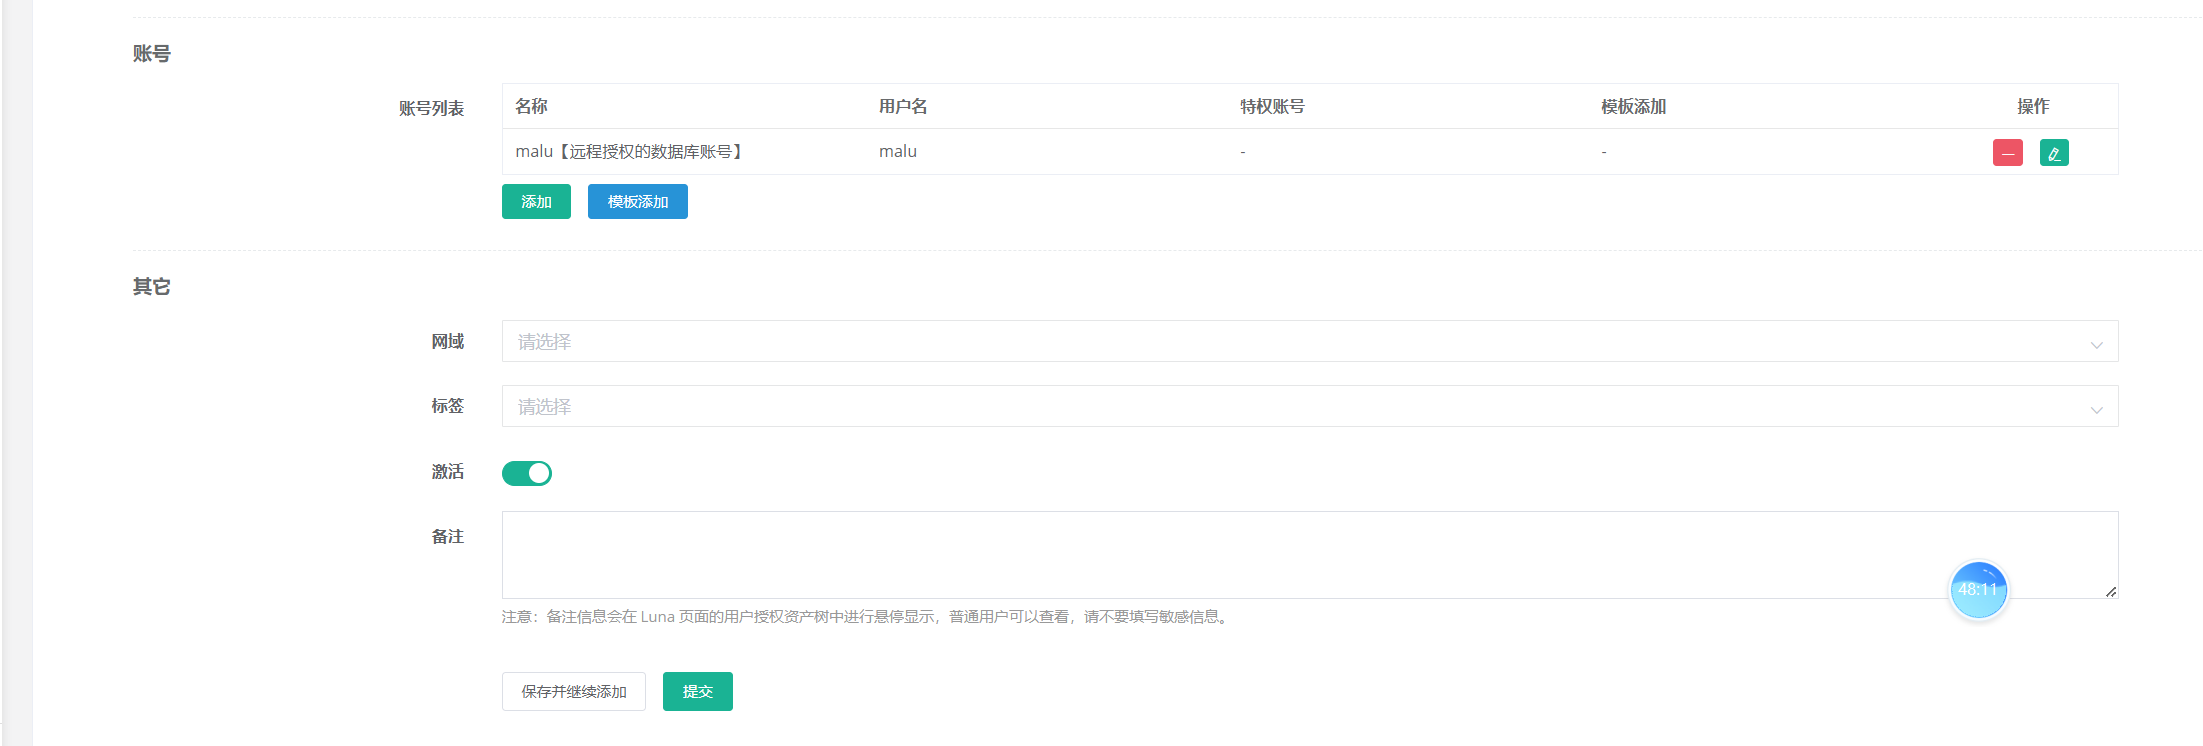 账号
账号列表
名称 用户名 特权账号 模板添加 操作
malu【远程授权的数据库账号】 malu - -
添加 模板添加
其它
网域 请选择
标签 请选择
激活
备注
48:11
注意：备注信息会在 Luna 页面的用户授权资产树中进行悬停显示，普通用户可以查看，请不要填写敏感信息。
保存并继续添加 提交